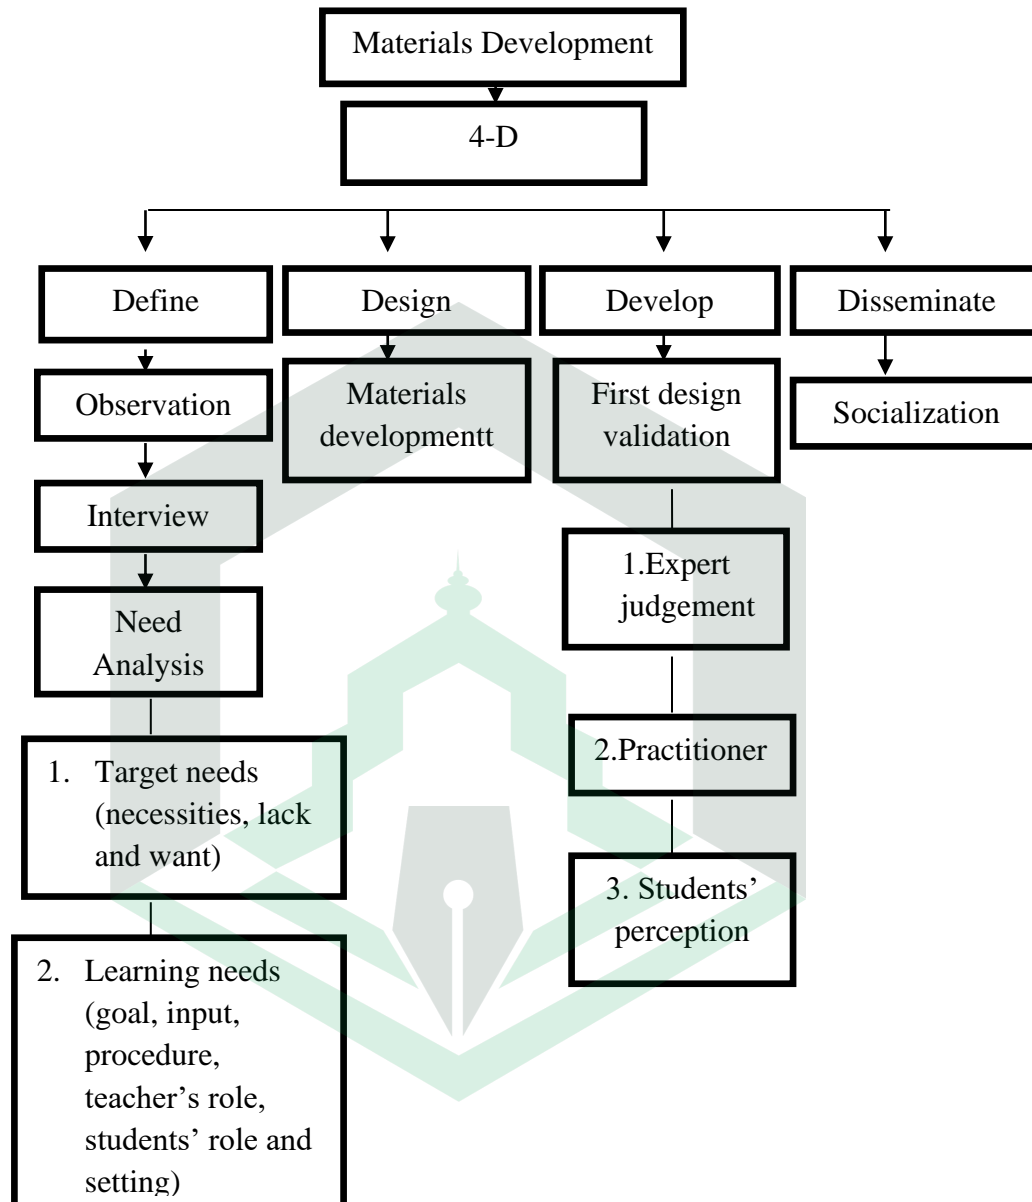 Materials Development
4-D
Define
Design
Develop
Disseminate
Observation
Materials
developmentt
First design
validation
Socialization
Interview
1.Expert
judgement
Need
Analysis
2.Practitioner
1. Target needs
(necessities, lack
and want)
3. Students’
perception
2. Learning needs
(goal, input,
procedure,
teacher’s role,
students’ role and
setting)